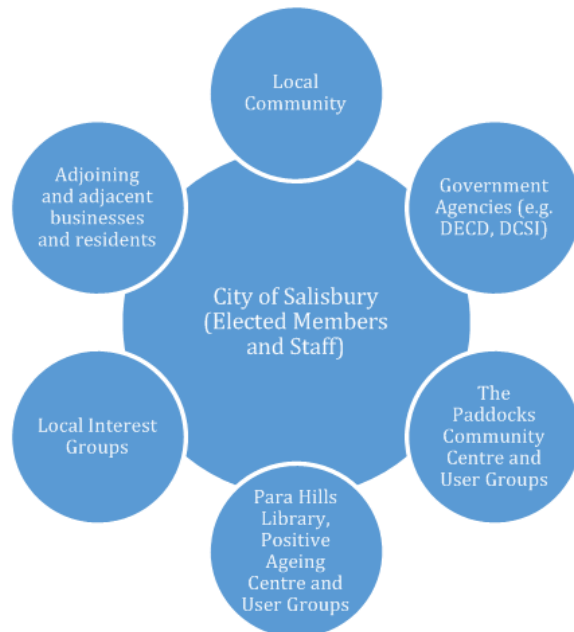 Local
Community
Adjoining
and adjacent
businesses
and residents
Government
Agencies (e.g.
DECD, DCSI)
City of Salisbury
(Elected Members
and Staff)
Local Interest
Groups
The
Paddocks
Community
Centre and
User Groups
Para Hills
Library,
Positive
Ageing
Centre and
User Groups